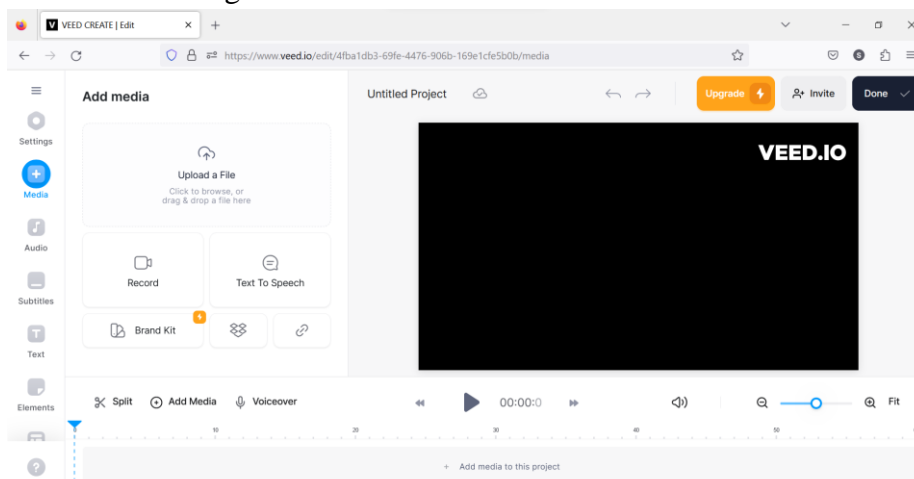 VEED CREATE | Edit
https://www.veed.io/edit/4fba1db3-69fe-4476-906b-169e1cfe5b0b/media
S
Add media
Untitled Project
Upgrade
Invite
Done
Settings
Media
Audio
Subtitles
Text
Elements
Upload a File
Click to browse, or
drag & drop a file here
Record
Text To Speech
Brand Kit
VEED.IO
Split
Add Media
Voiceover
00:00:0
Fit
10 20 30 40 50
+ Add media to this project